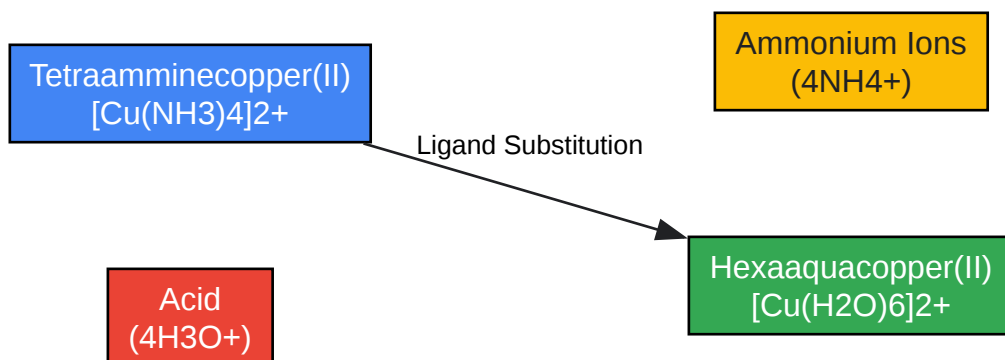 Tetraamminecopper(II)
[Cu(NH3)4]2+
Ammonium Ions
(4NH4+)
Ligand Substitution
Acid
(4H3O+)
Hexaaquacopper(II)
[Cu(H2O)6]2+